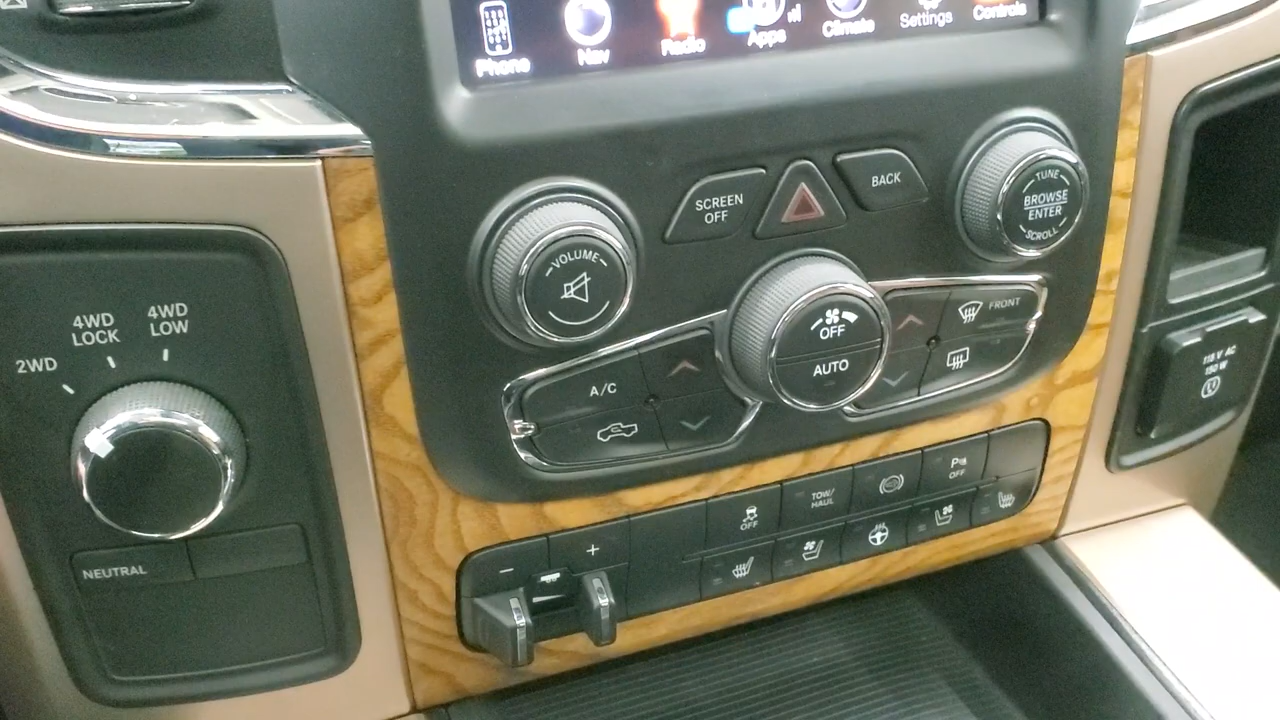 Phone
Nav
Radio
Apps
Climate
Settings
Controls
SCREEN
OFF
BACK
TUNE
BROWSE
ENTER
SCROLL
VOLUME
OFF
AUTO
FRONT
A/C
4WD
LOCK
4WD
LOW
2WD
NEUTRAL
115 V AC
150 W
P
OFF
TOW/
HAUL
OFF
+
−